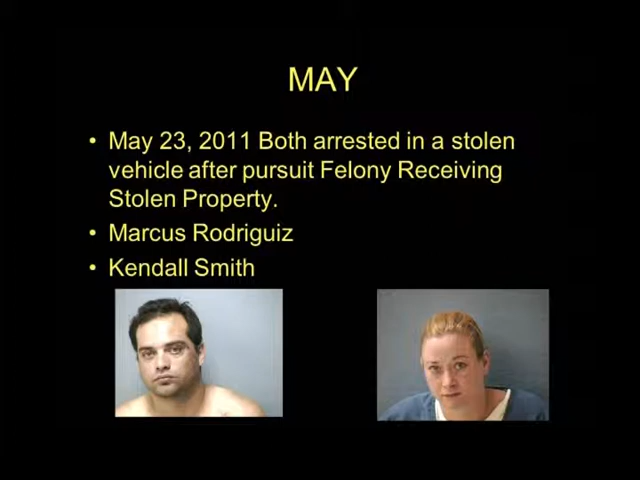 MAY
• May 23, 2011 Both arrested in a stolen
vehicle after pursuit Felony Receiving
Stolen Property.
• Marcus Rodriguiz
• Kendall Smith